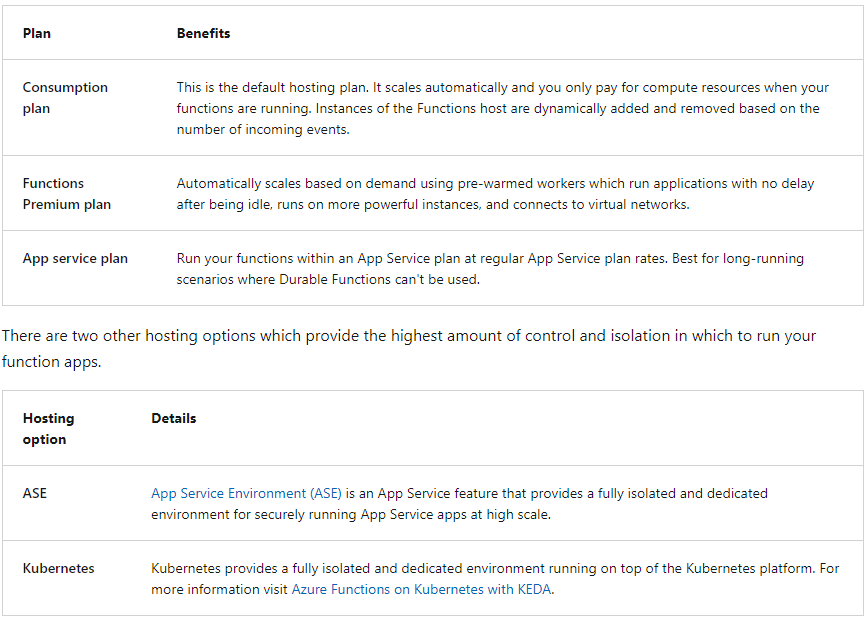 Plan Benefits
Consumption plan
This is the default hosting plan. It scales automatically and you only pay for compute resources when your
functions are running. Instances of the Functions host are dynamically added and removed based on the
number of incoming events.
Functions
Premium plan
Automatically scales based on demand using pre-warmed workers which run applications with no delay
after being idle, runs on more powerful instances, and connects to virtual networks.
App service plan
Run your functions within an App Service plan at regular App Service plan rates. Best for long-running
scenarios where Durable Functions can't be used.
There are two other hosting options which provide the highest amount of control and isolation in which to run your
function apps.
Hosting
option
Details
ASE
App Service Environment (ASE) is an App Service feature that provides a fully isolated and dedicated
environment for securely running App Service apps at high scale.
Kubernetes
Kubernetes provides a fully isolated and dedicated environment running on top of the Kubernetes platform. For
more information visit Azure Functions on Kubernetes with KEDA.